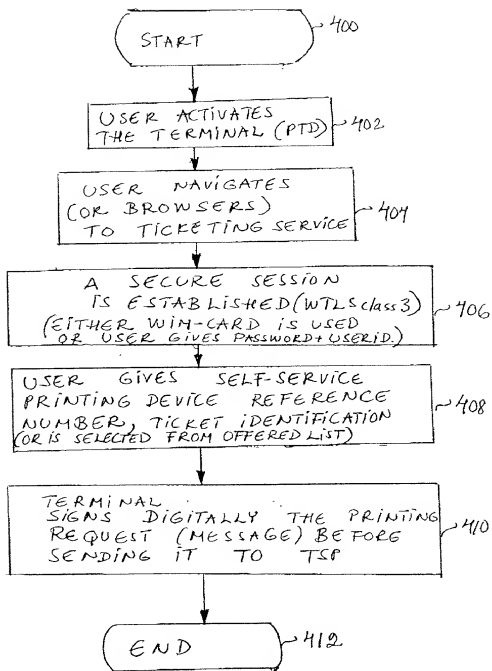 START
400
USER ACTIVATES
THE TERMINAL (PTD)
402
USER NAVIGATES
(OR BROWSERS)
TO TICKETING SERVICE
404
A SECURE SESSION
IS ESTABLISHED (WTLS class 3)
(EITHER WIM-CARD IS USED
OR USER GIVES PASSWORD + USERID.)
406
USER GIVES SELF-SERVICE
PRINTING DEVICE REFERENCE
NUMBER, TICKET IDENTIFICATION
(OR IS SELECTED FROM OFFERED LIST)
408
TERMINAL
SIGNS DIGITALLY THE PRINTING
REQUEST (MESSAGE) BEFORE
SENDING IT TO TSP
410
END
412